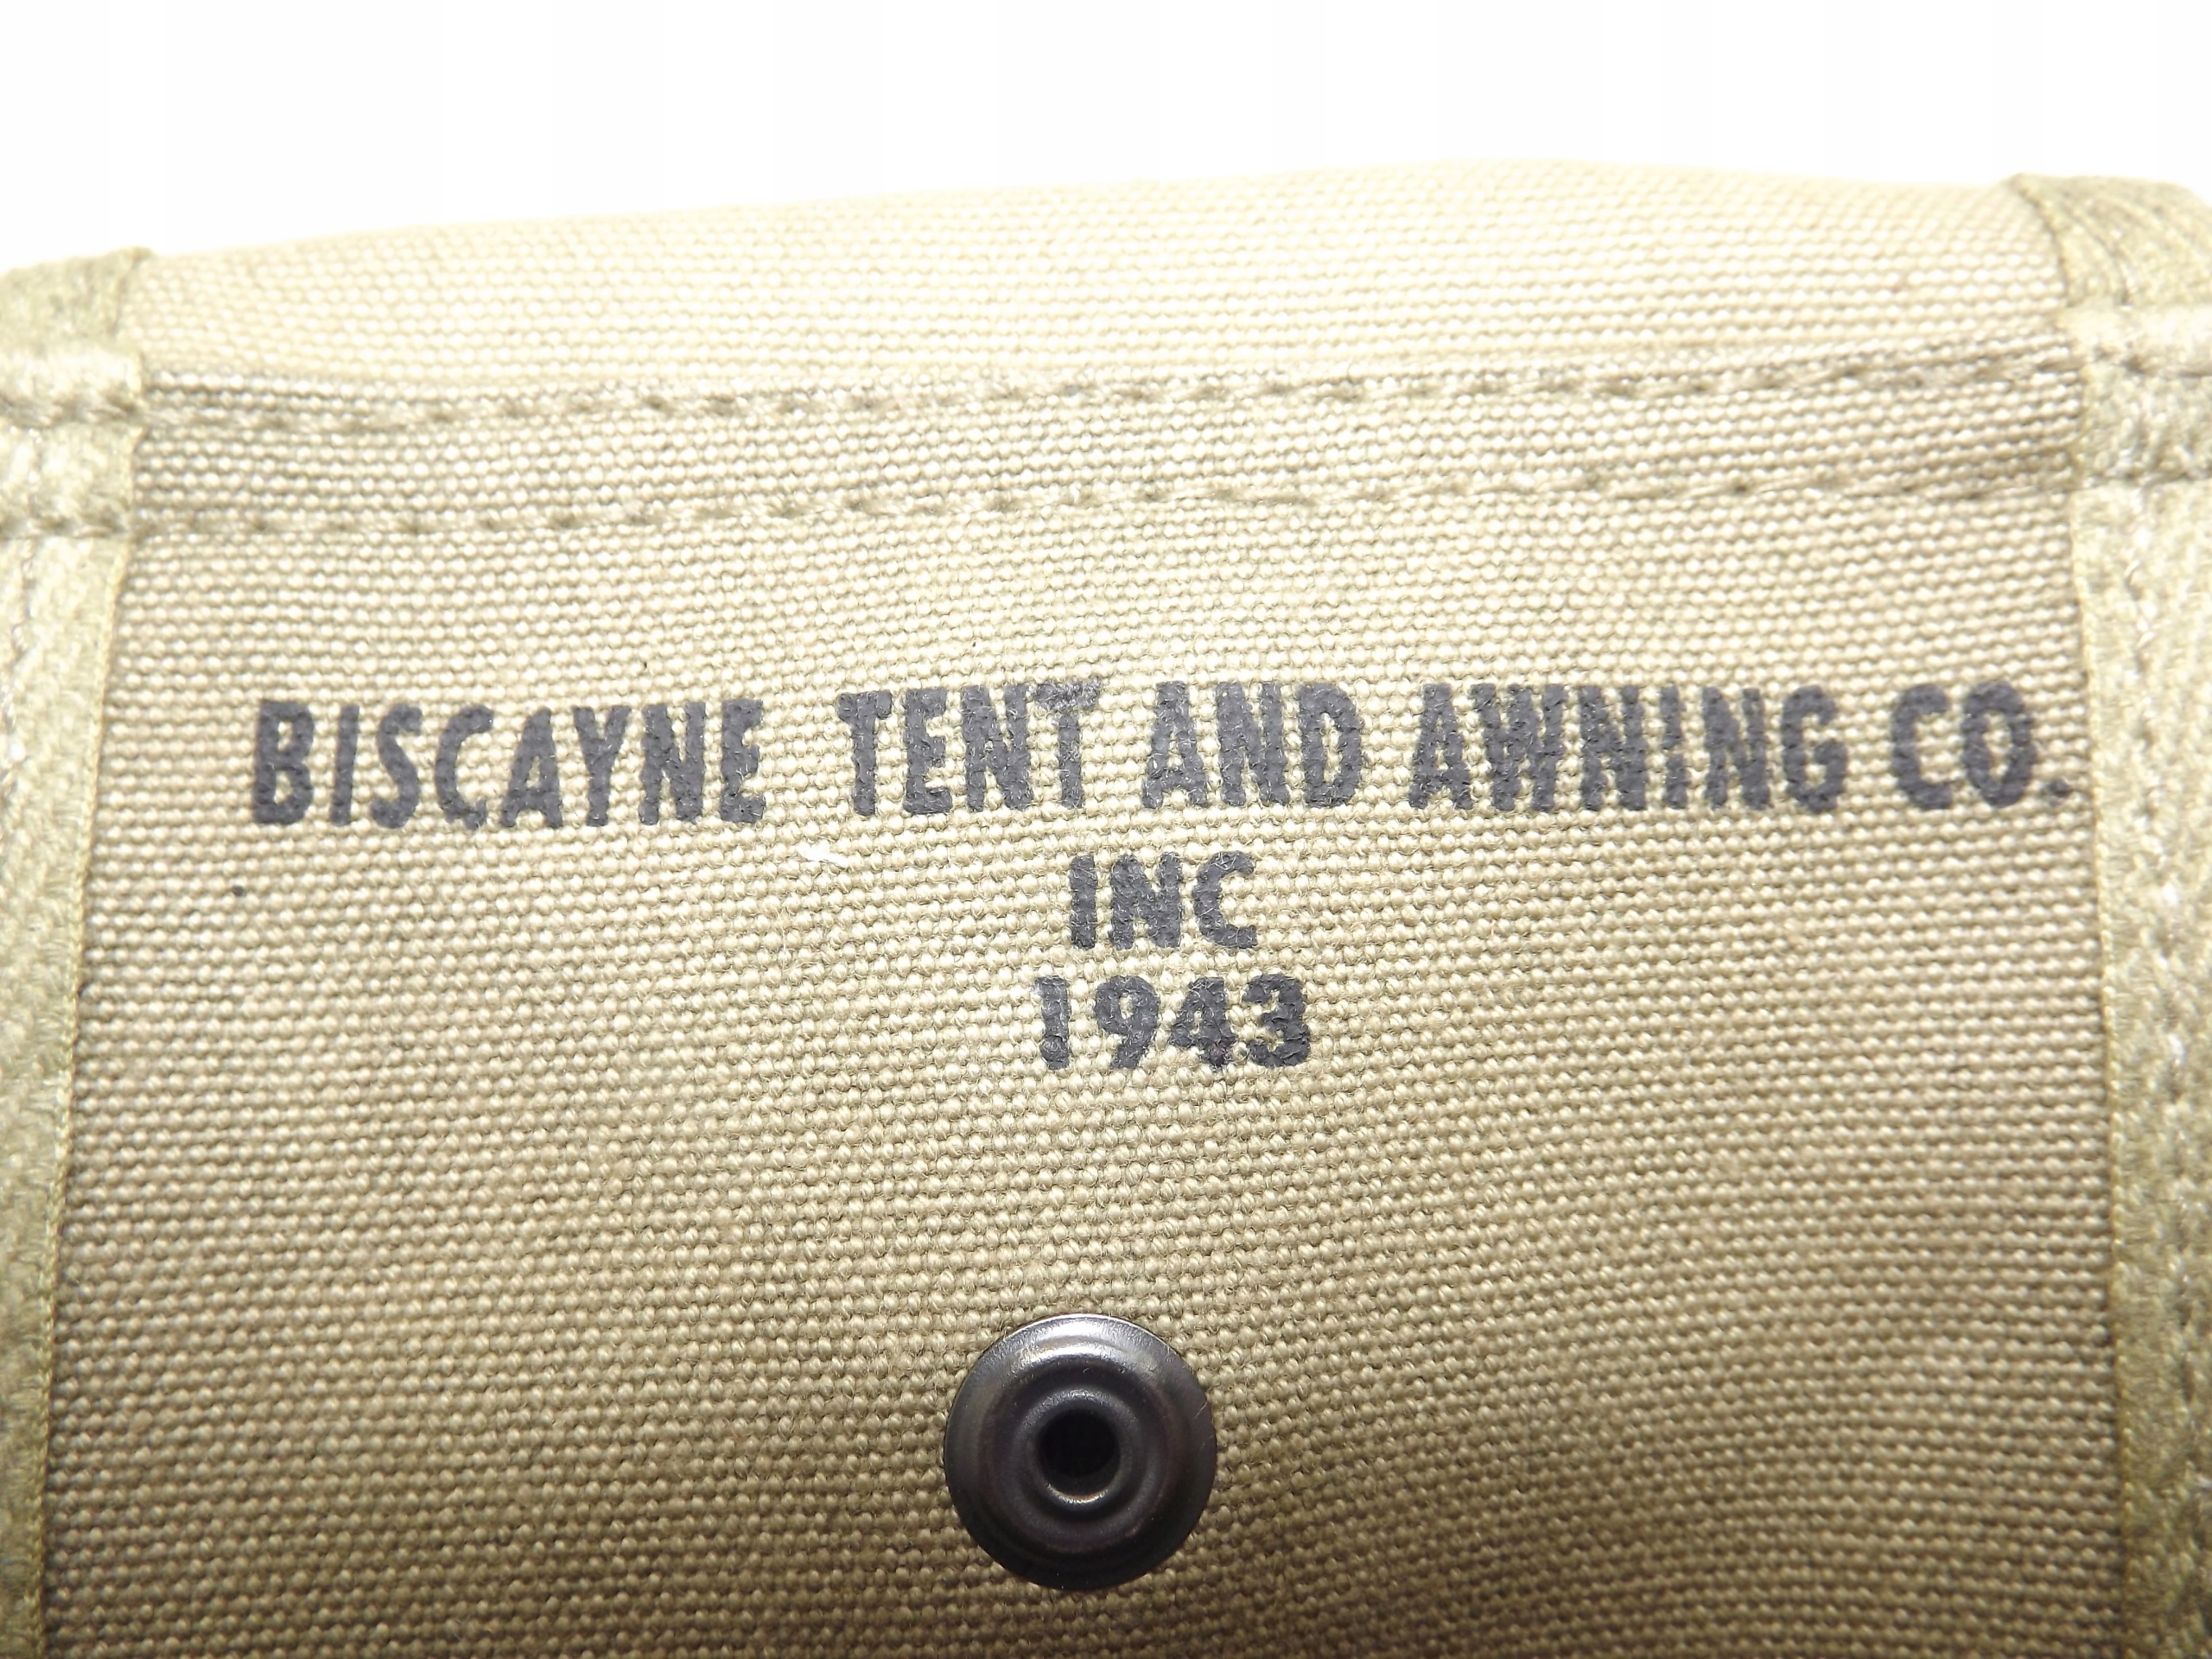 BISCAYNE TENT AND AWNING CO.
INC
1943